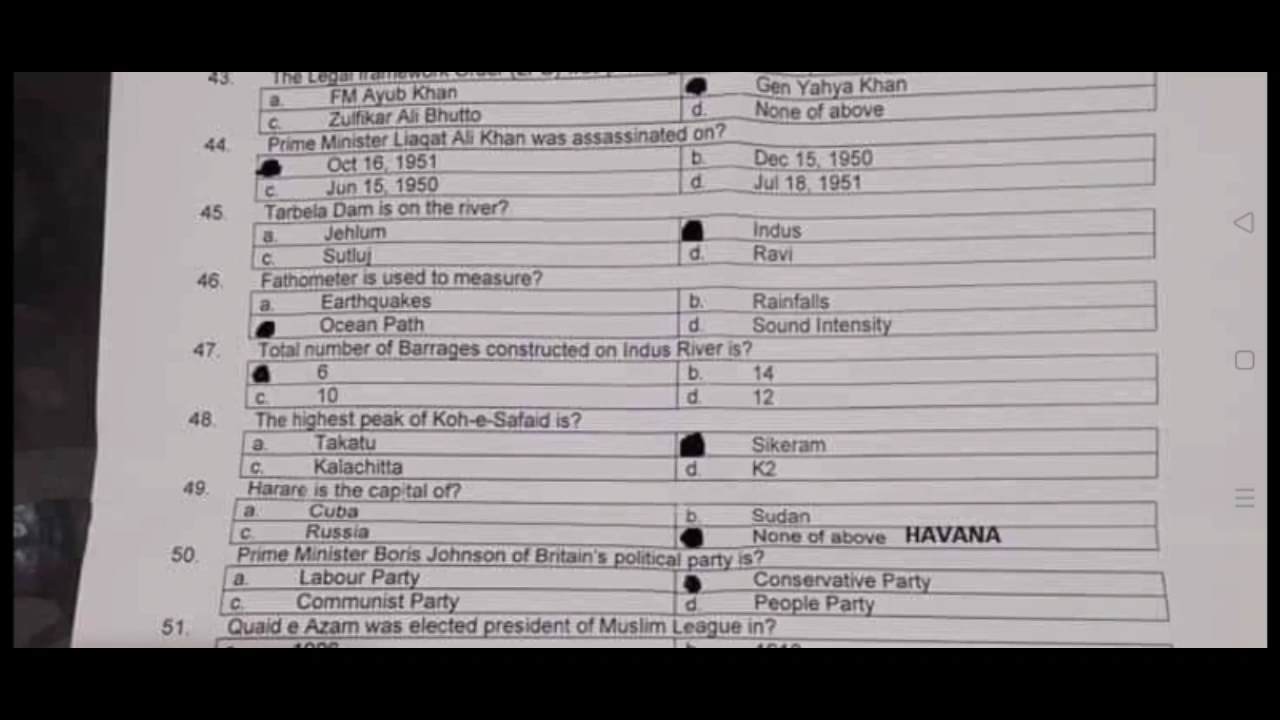 43. The Legal framework Order
a. FM Ayub Khan Gen Yahya Khan
c. Zulfikar Ali Bhutto d. None of above
44. Prime Minister Liaqat Ali Khan was assassinated on?
Oct 16, 1951 b. Dec 15, 1950
c. Jun 15, 1950 d. Jul 18, 1951
45. Tarbela Dam is on the river?
a. Jehlum Indus
c. Sutluj d. Ravi
46. Fathometer is used to measure?
a. Earthquakes b. Rainfalls
Ocean Path d. Sound Intensity
47. Total number of Barrages constructed on Indus River is?
6 b. 14
c. 10 d. 12
48. The highest peak of Koh-e-Safaid is?
a. Takatu Sikeram
c. Kalachitta d. K2
49. Harare is the capital of?
a. Cuba b. Sudan
c. Russia None of above HAVANA
50. Prime Minister Boris Johnson of Britain's political party is?
a. Labour Party Conservative Party
c. Communist Party d. People Party
51. Quaid e Azam was elected president of Muslim League in?